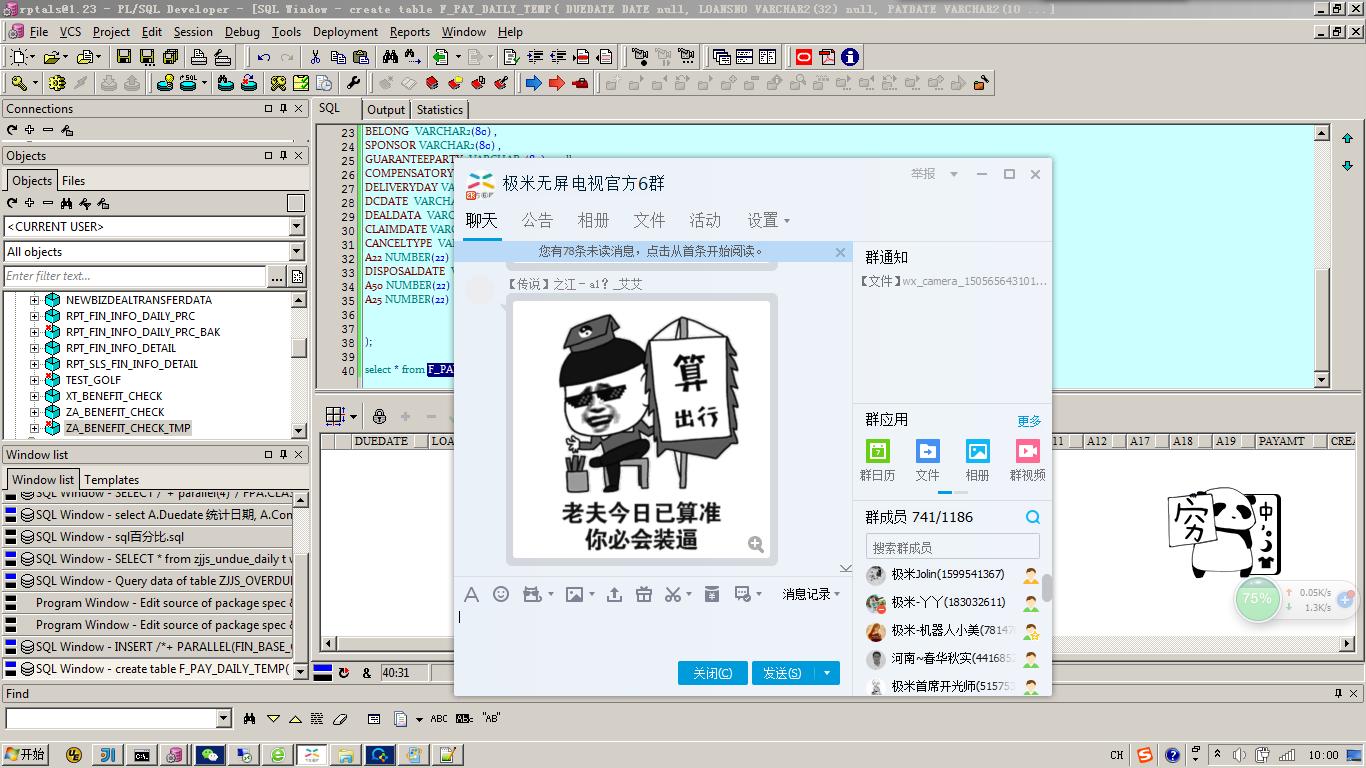 rptals@1.23 - PL/SQL Developer - [SQL Window - create table F_PAY_DAILY_TEMP( DUEDATE DATE null, LOANSNO VARCHAR2(32) null, PAYDATE VARCHAR2(10 ... ]
File VCS Project Edit Session Debug Tools Deployment Reports Window Help
Connections
Objects
Objects Files
<CURRENT USER>
All objects
Enter filter text...
NEWBIZDEALTRANSFERDATA
RPT_FIN_INFO_DAILY_PRC
RPT_FIN_INFO_DAILY_PRC_BAK
RPT_FIN_INFO_DETAIL
RPT_SLS_FIN_INFO_DETAIL
TEST_GOLF
XT_BENEFIT_CHECK
ZA_BENEFIT_CHECK
ZA_BENEFIT_CHECK_TMP
Window list
Window list Templates
SQL Window - SELECT /*+ parallel(4)*/ FPA.CLAS
SQL Window - select A.Duedate 统计日期, A.Con
SQL Window - sql百分比.sql
SQL Window - SELECT * from zjjs_undue_daily t w
SQL Window - Query data of table ZJJS_OVERDU
Program Window - Edit source of package spec &
Program Window - Edit source of package spec &
SQL Window - INSERT /*+ PARALLEL(FIN_BASE_
SQL Window - create table F_PAY_DAILY_TEMP(
SQL Output Statistics
23 BELONG VARCHAR2(80) ,
24 SPONSOR VARCHAR2(80) ,
25 GUARANTEEPARTY VARCHAR
26 COMPENSATORY
27 DELIVERYDAY VA
28 DCDATE VARC
29 DEALDATA VARC
30 CLAIMDATE VARC
31 CANCELTYPE VA
32 A22 NUMBER(22)
33 DISPOSALDATE V
34 A50 NUMBER(22)
35 A25 NUMBER(22)
36
37
38 );
39
40 select * from F_PA
DUEDATE LOA
11 A12 A17 A18 A19 PAYAMT CREA
& 40:31
极米无屏电视官方6群
举报
聊天 公告 相册 文件 活动 设置
您有78条未读消息，点击从首条开始阅读。
【传说】之江－a1？_艾艾
算
出行
老夫今日已算准
你必会装逼
消息记录
关闭(C) 发送(S)
群通知
【文件】wx_camera_150565643101...
群应用 更多
群日历 文件 相册 群视频
群成员 741/1186
搜索群成员
极米Jolin(1599541367)
极米-丫丫(183032611)
极米-机器人小美(78147
河南~春华秋实(441685
极米首席开光师(515753
穷
中
75%
0.05K/s
1.3K/s
Find
ABC ABc "AB"
开始
CH
10:00